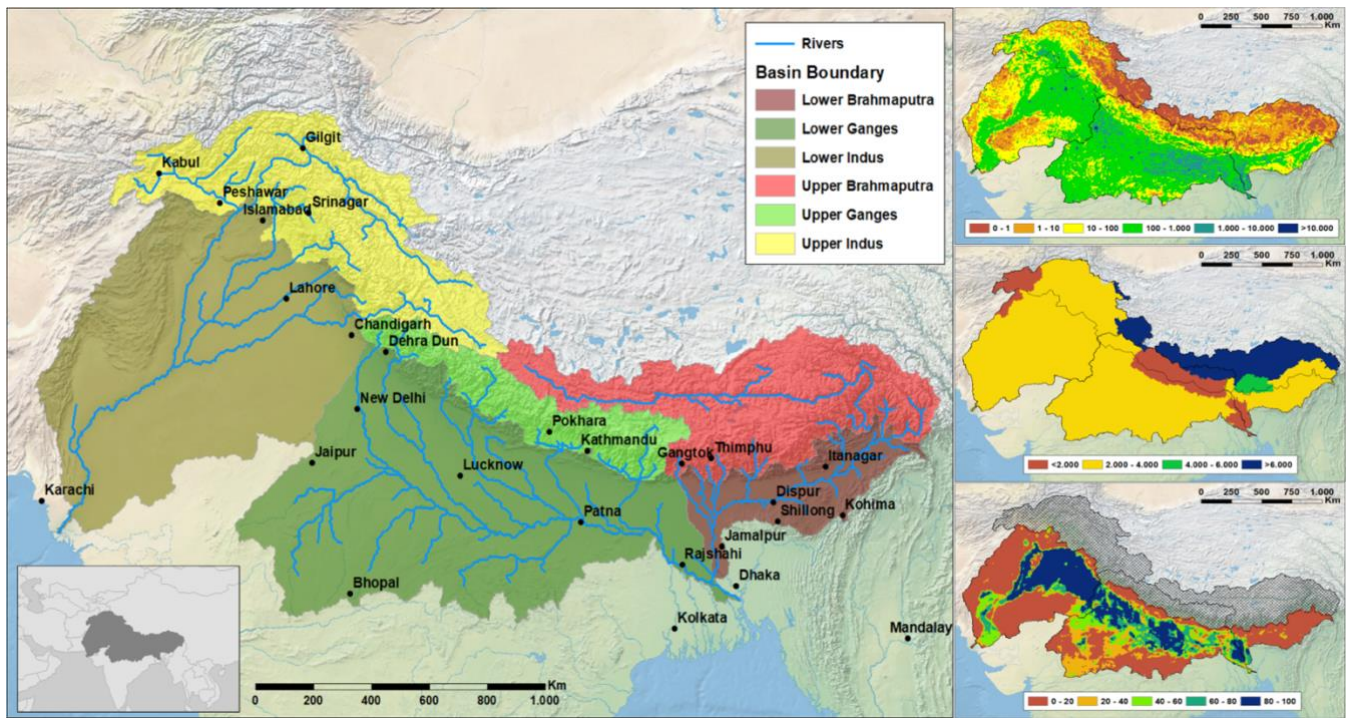 Rivers
Basin Boundary
Lower Brahmaputra
Lower Ganges
Lower Indus
Upper Brahmaputra
Upper Ganges
Upper Indus
Gilgit
Kabul
Peshawar
Srinagar
Islamabad
Lahore
Chandigarh
Dehra Dun
New Delhi
Pokhara
Kathmandu
Gangtok
Thimphu
Itanagar
Jaipur
Lucknow
Karachi
Dispur
Kohima
Shillong
Patna
Jamalpur
Rajshahi
Bhopal
Dhaka
Kolkata
Mandalay
Km
0 200 400 600 800 1.000
0 250 500 750 1.000
Km
0 - 1 1 - 10 10 - 100 100 - 1.000 1.000 - 10.000 >10.000
0 250 500 750 1.000
Km
<2.000 2.000 - 4.000 4.000 - 6.000 >6.000
0 250 500 750 1.000
Km
0 - 20 20 - 40 40 - 60 60 - 80 80 - 100